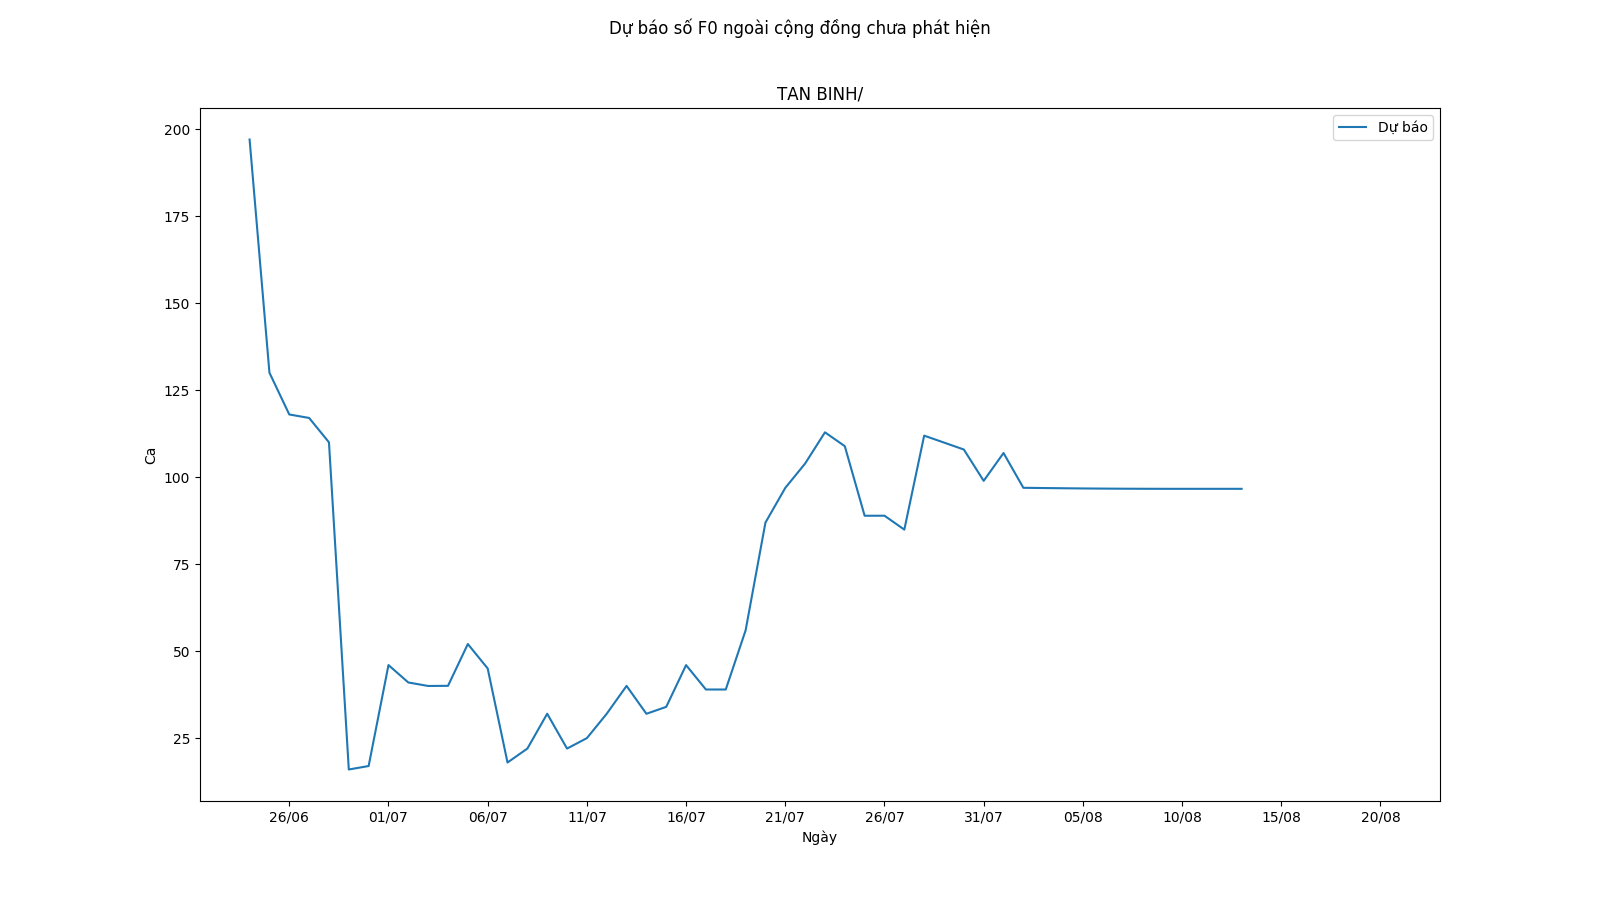 Dự báo số F0 ngoài cộng đồng chưa phát hiện
TAN BINH/
Dự báo
200
175
150
125
100
75
50
25
Ca
26/06 01/07 06/07 11/07 16/07 21/07 26/07 31/07 05/08 10/08 15/08 20/08
Ngày